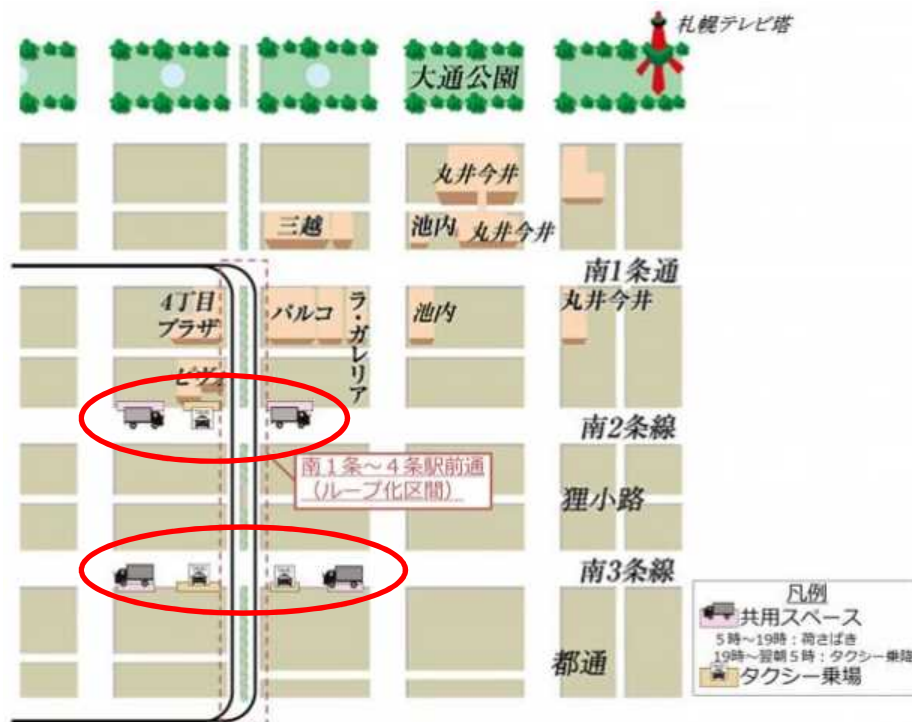 札幌テレビ塔
大通公園
丸井今井
三越
池内
丸井今井
南1条通
4丁目
プラザ
パルコ
ラ・ガレリア
池内
丸井今井
南2条線
南1条~4条駅前通
(ループ化区間)
狸小路
南3条線
都通
凡例
共用スペース
5時~19時:荷さばき
19時~翌朝5時:タクシー乗降
タクシー乗場